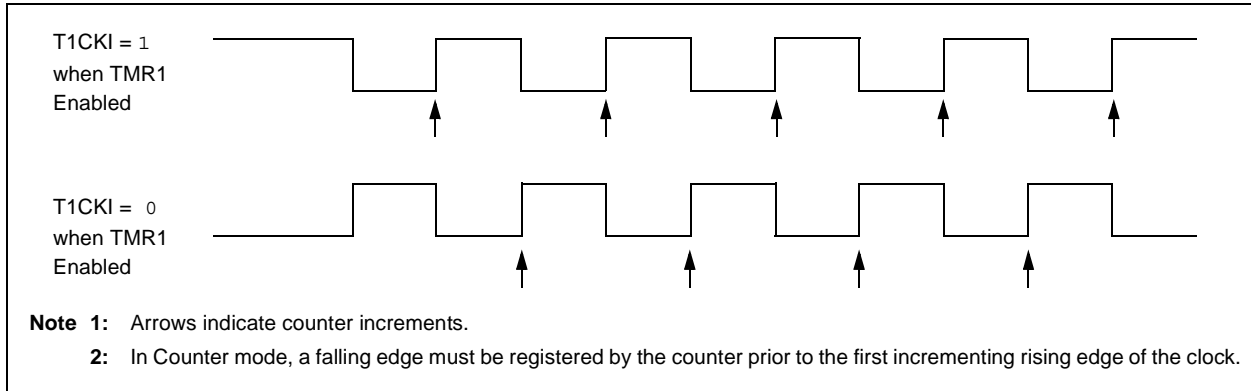 T1CKI = 1
when TMR1
Enabled
T1CKI = 0
when TMR1
Enabled
Note 1: Arrows indicate counter increments.
2: In Counter mode, a falling edge must be registered by the counter prior to the first incrementing rising edge of the clock.